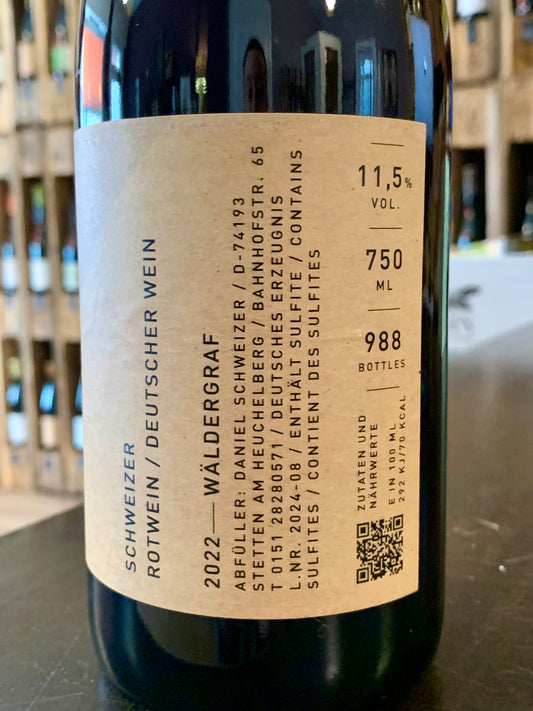 SCHWEIZER
ROTWEIN / DEUTSCHER WEIN
2022 — WÄLDERGRAF
ABFÜLLER: DANIEL SCHWEIZER / D-74193
STETTEN AM HEUCHELBERG / BAHNHOFSTR. 65
T 0151 28280571 / DEUTSCHES ERZEUGNIS
L.NR. 2024-08 / ENTHÄLT SULFITE / CONTAINS
SULFITES / CONTIENT DES SULFITES
11,5%
VOL.
750
ML
988
BOTTLES
ZUTATEN UND
NÄHRWERTE
E IN 100 ML
292 KJ/70 KCAL